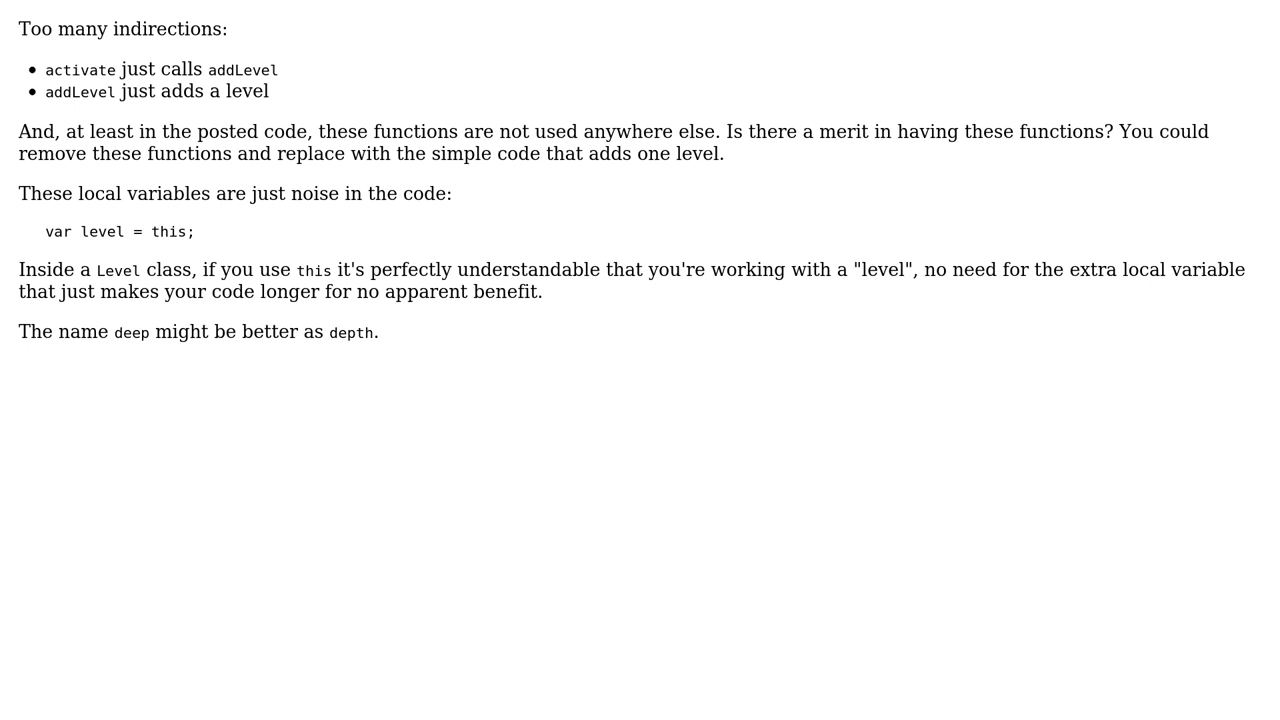 Too many indirections:
• activate just calls addLevel
• addLevel just adds a level
And, at least in the posted code, these functions are not used anywhere else. Is there a merit in having these functions? You could
remove these functions and replace with the simple code that adds one level.
These local variables are just noise in the code:
var level = this;
Inside a Level class, if you use this it's perfectly understandable that you're working with a "level", no need for the extra local variable
that just makes your code longer for no apparent benefit.
The name deep might be better as depth.